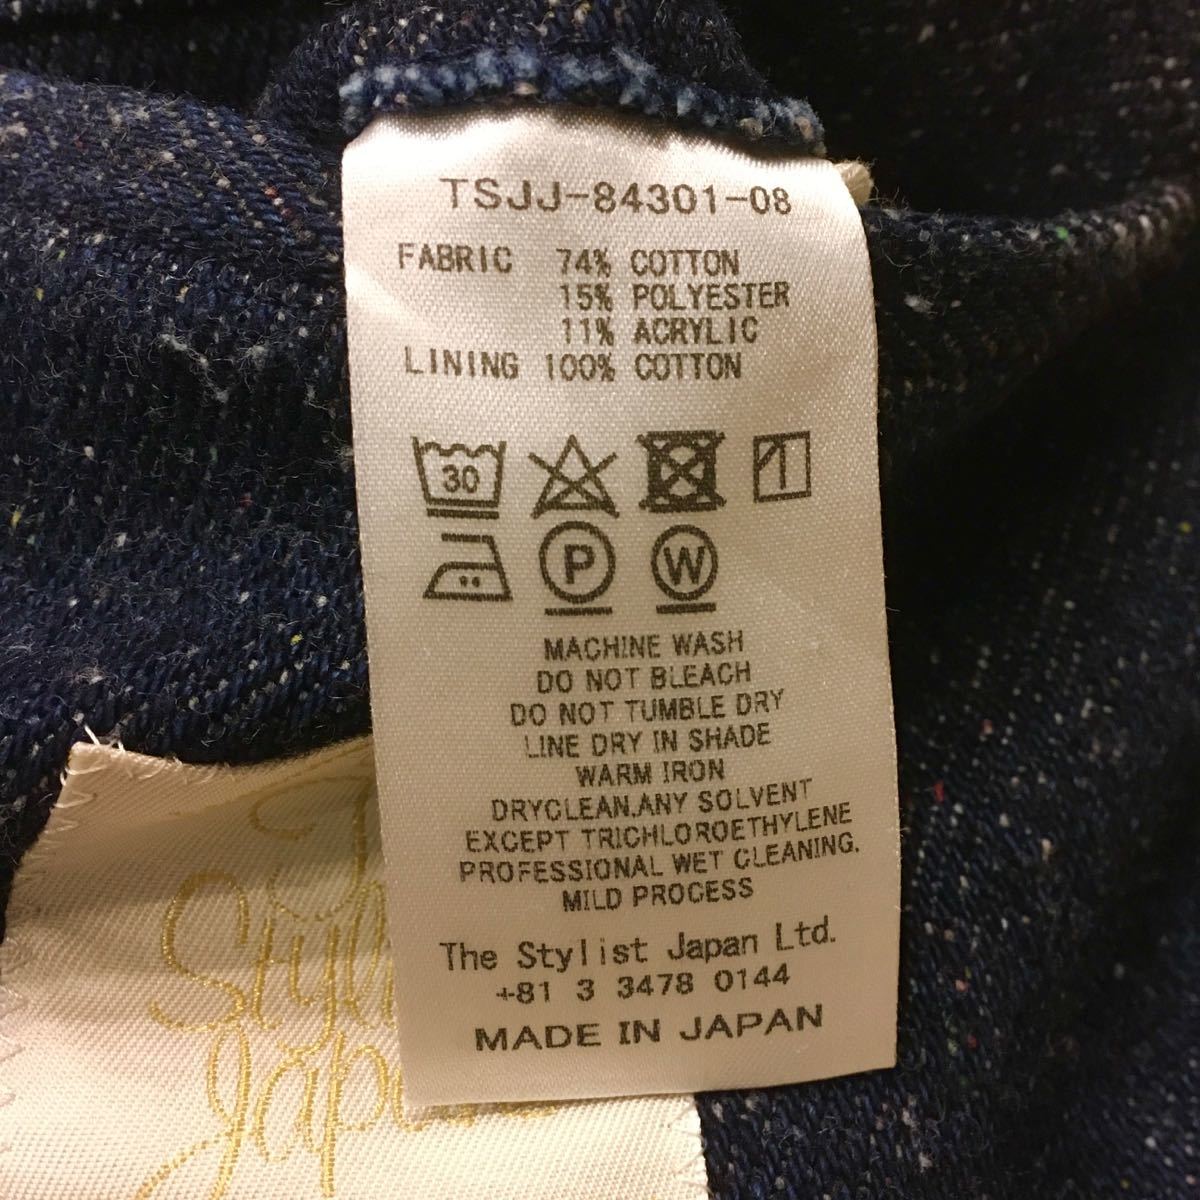 TSJJ-84301-08
FABRIC 74% COTTON
15% POLYESTER
11% ACRYLIC
LINING 100% COTTON
30
P W
MACHINE WASH
DO NOT BLEACH
DO NOT TUMBLE DRY
LINE DRY IN SHADE
WARM IRON
DRYCLEAN.ANY SOLVENT
EXCEPT TRICHLOROETHYLENE
PROFESSIONAL WET CLEANING.
MILD PROCESS
The Stylist Japan Ltd.
+81 3 3478 0144
MADE IN JAPAN